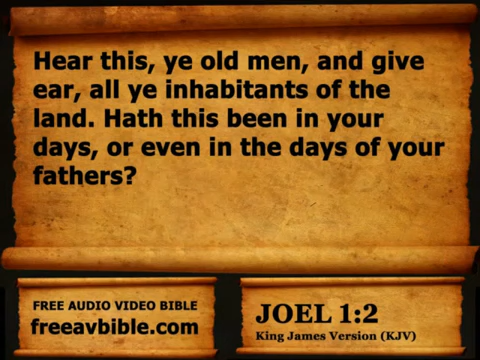 Hear this, ye old men, and give
ear, all ye inhabitants of the
land. Hath this been in your
days, or even in the days of your
fathers?
FREE AUDIO VIDEO BIBLE
freeavbible.com
JOEL 1:2
King James Version (KJV)